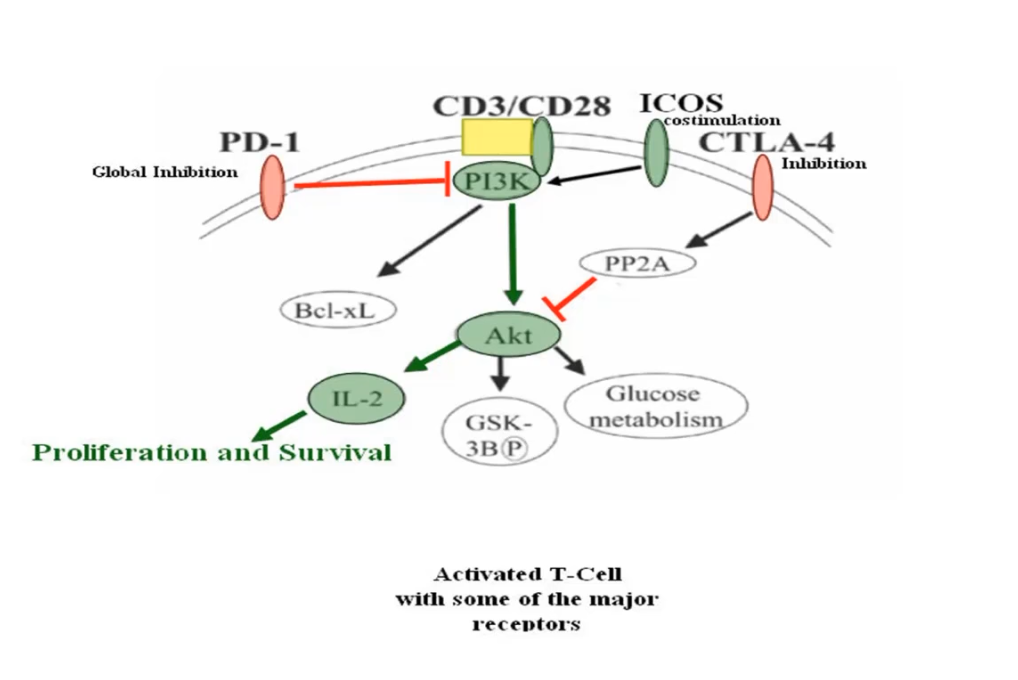 CD3/CD28
ICOS
costimulation
PD-1
CTLA-4
Global Inhibition
Inhibition
PI3K
PP2A
Bcl-xL
Akt
IL-2
GSK-
3B P
Glucose
metabolism
Proliferation and Survival
Activated T-Cell
with some of the major
receptors